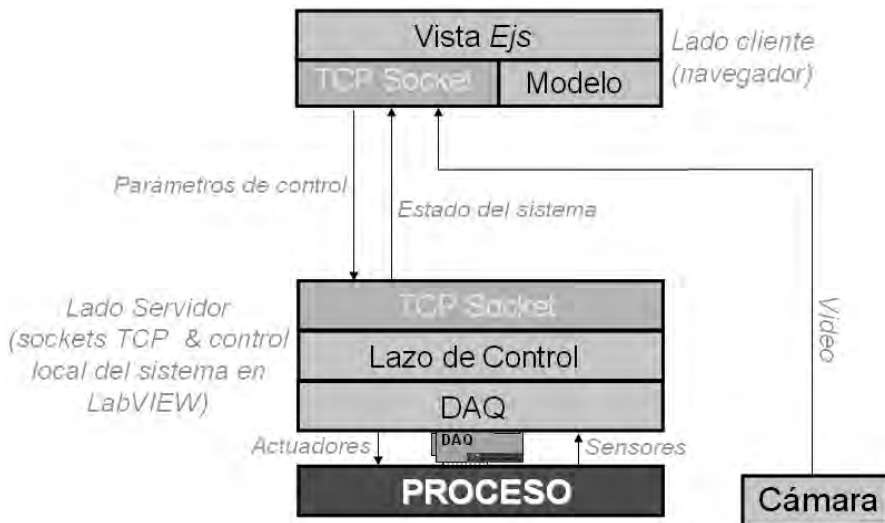 Vista Ejs
TCP Socket
Modelo
Lado cliente
(navegador)
Parámetros de control
Estado del sistema
Video
Lado Servidor
(sockets TCP & control
local del sistema en
LabVIEW)
TCP Socket
Lazo de Control
DAQ
Actuadores
DAQ
Sensores
PROCESO
Cámara